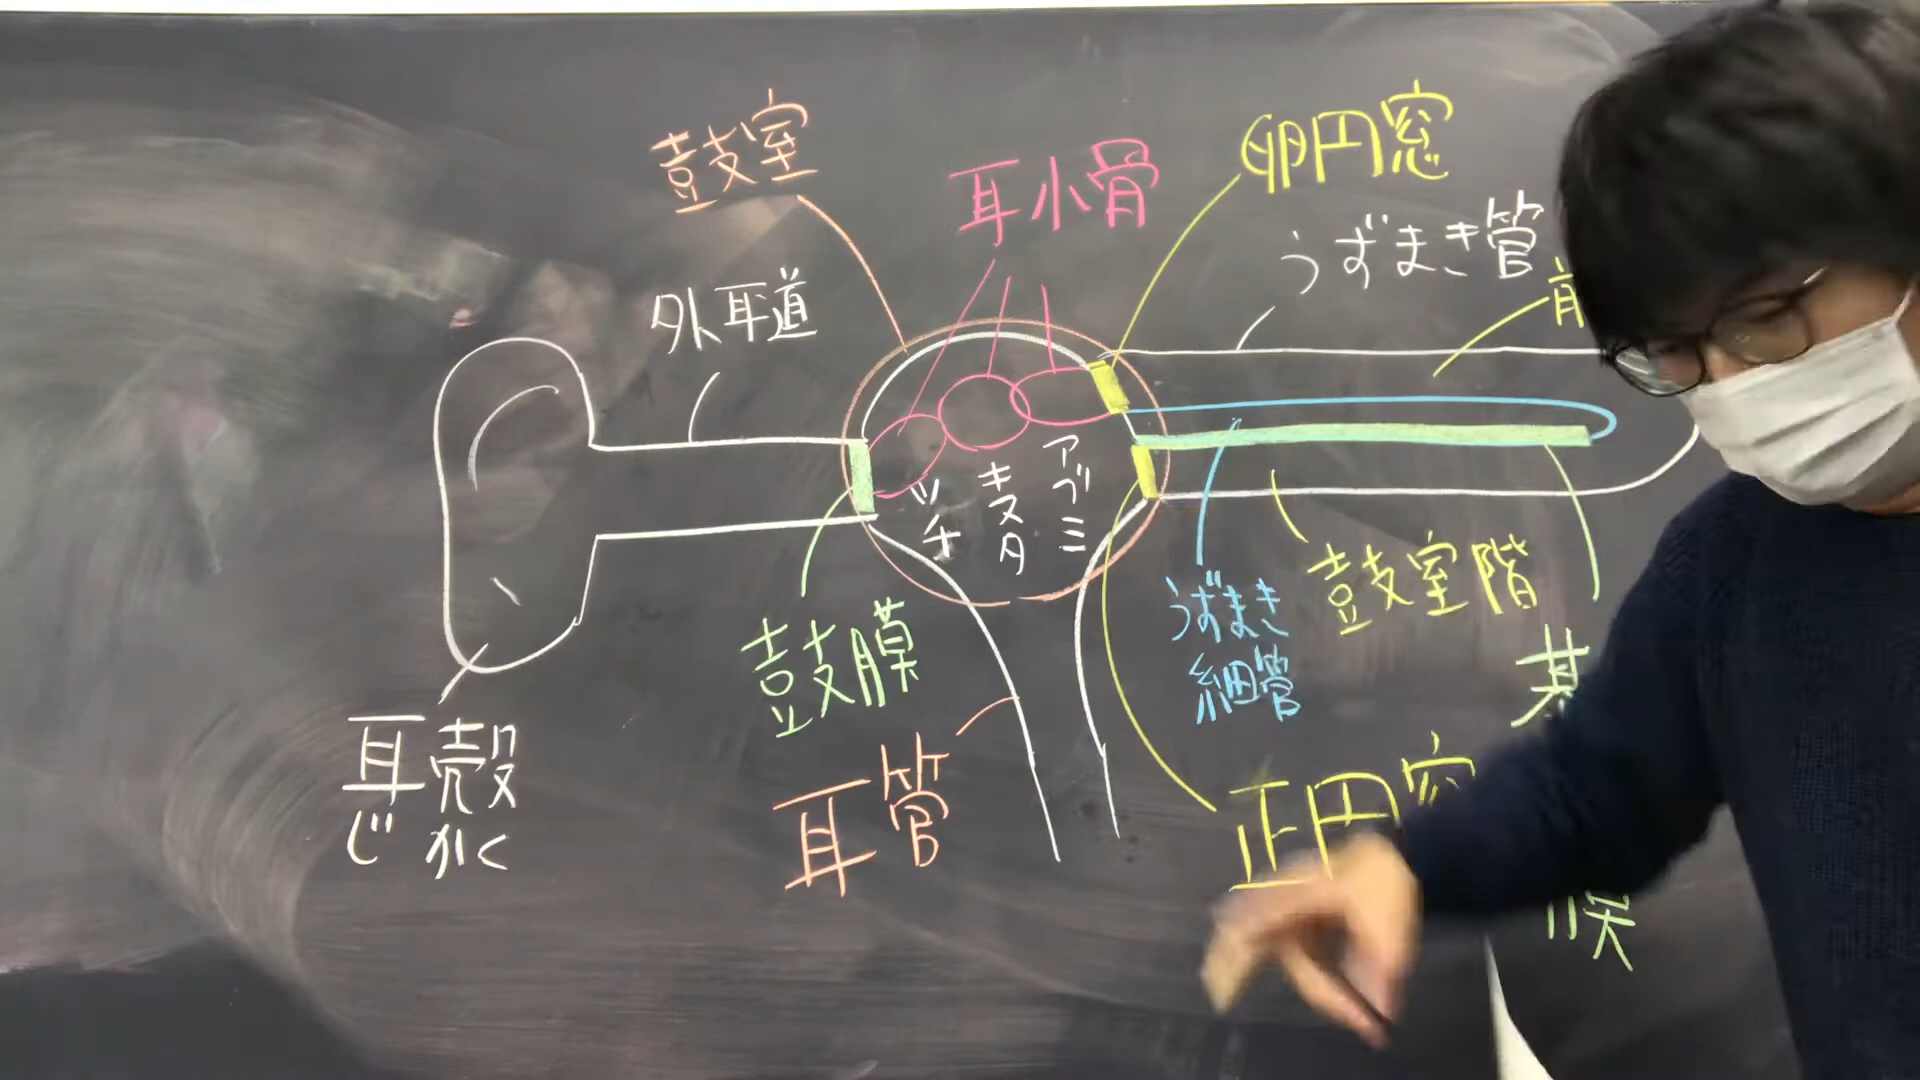 鼓室
耳小骨
卵円窓
うずまき管
前
外耳道
ツチ
キヌタ
アブミ
鼓膜
うずまき
細管
鼓室階
基
耳管
正円窓
耳殻
じかく